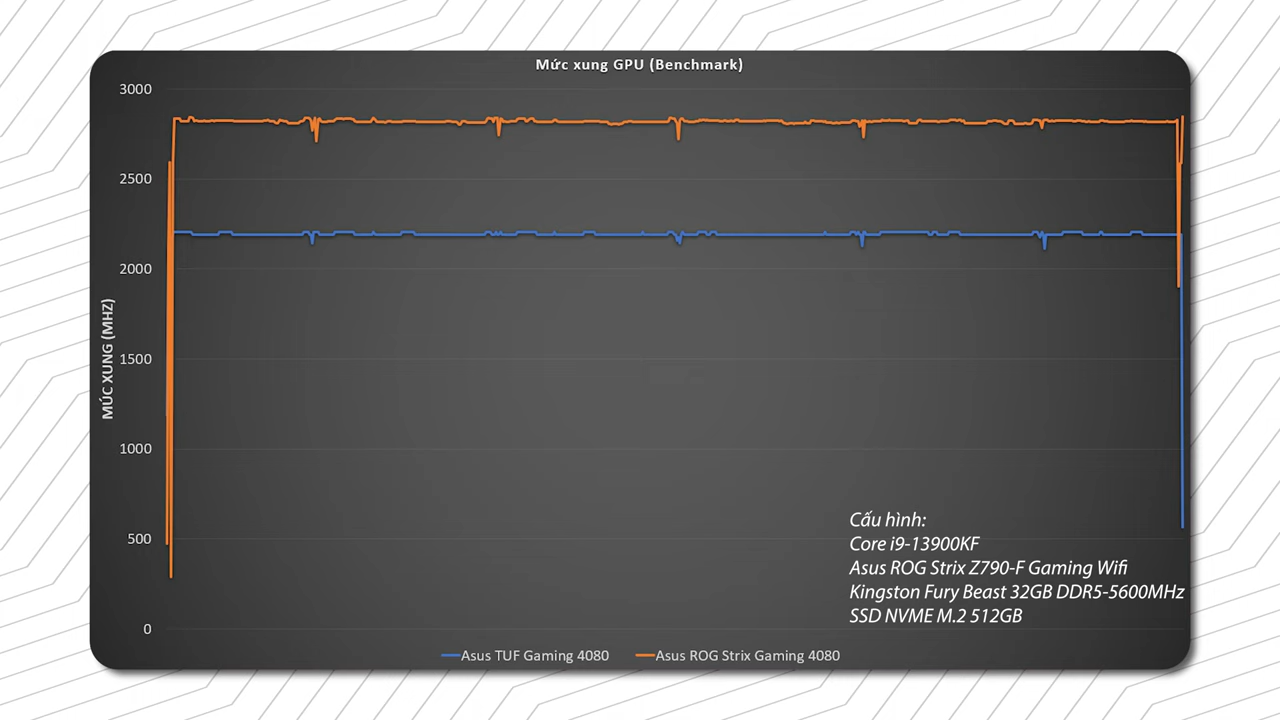 Mức xung GPU (Benchmark)
3000
2500
2000
1500
1000
500
0
MỨC XUNG (MHZ)
Cấu hình:
Core i9-13900KF
Asus ROG Strix Z790-F Gaming Wifi
Kingston Fury Beast 32GB DDR5-5600MHz
SSD NVME M.2 512GB
Asus TUF Gaming 4080
Asus ROG Strix Gaming 4080